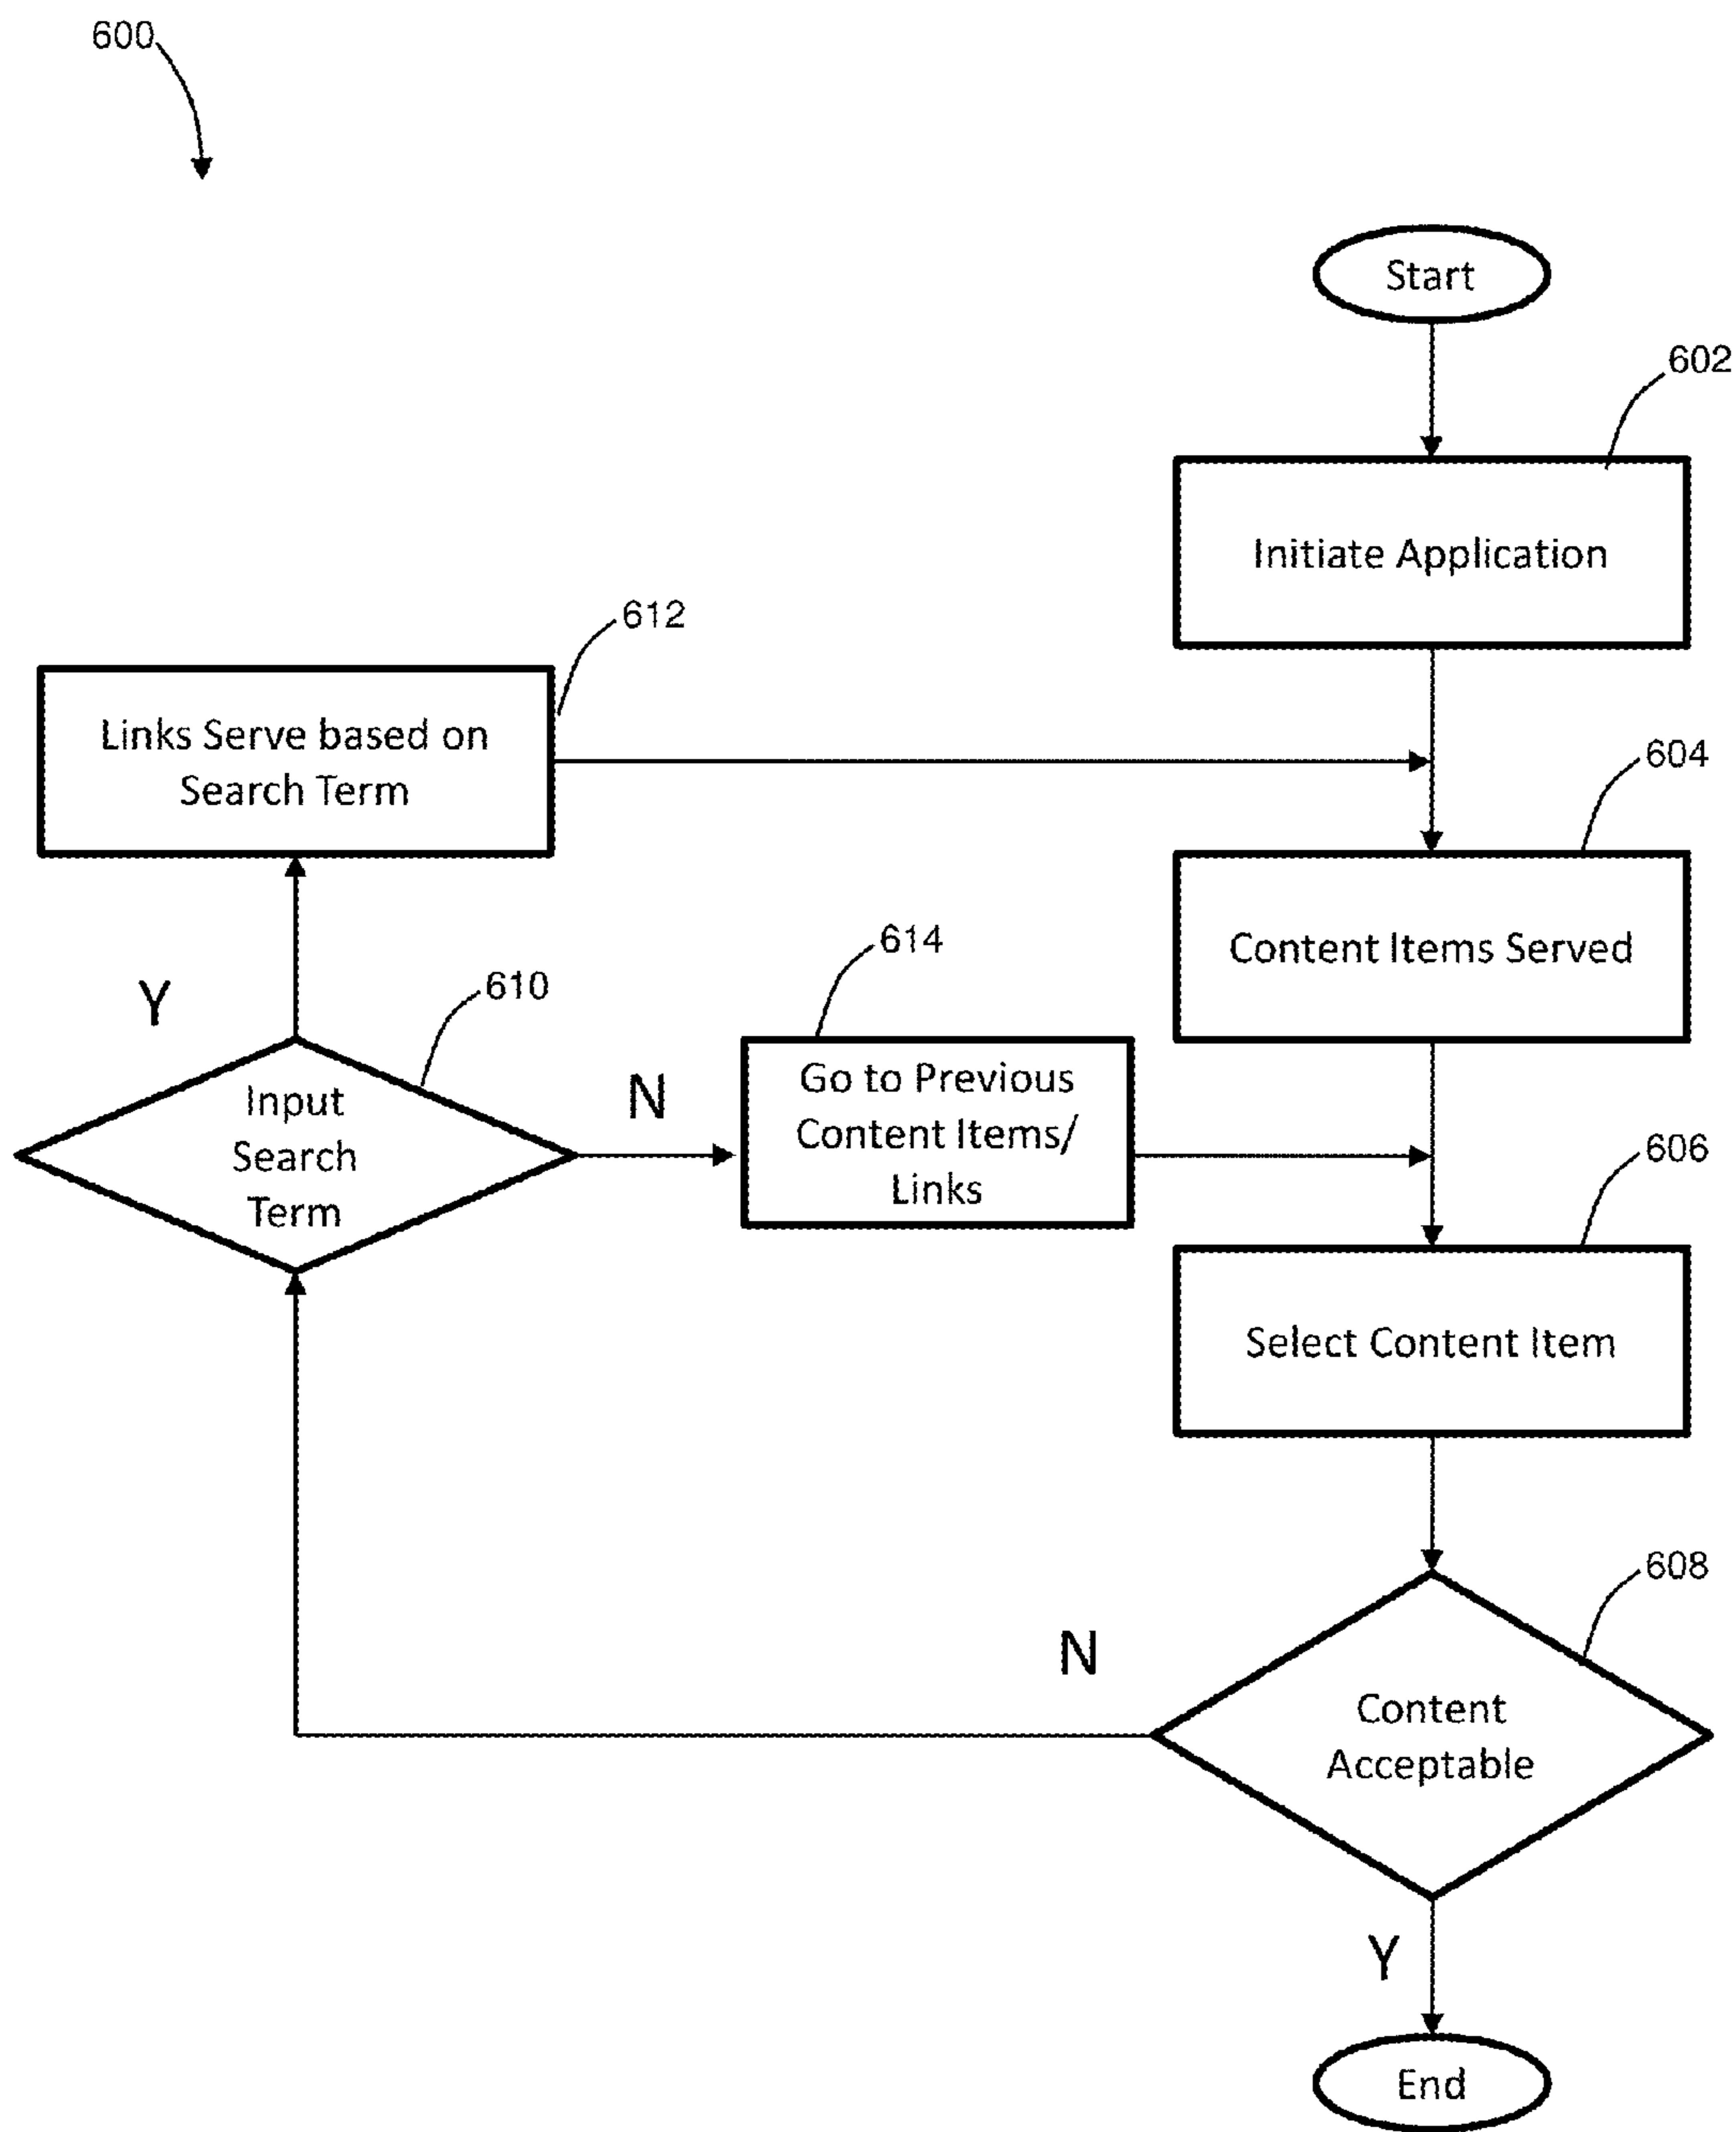 600
Start
602
Initiate Application
612
Links Serve based on
Search Term
604
Content Items Served
614
Y
610
Go to Previous
Content Items/
Links
N
Input
Search
Term
606
Select Content Item
608
N
Content
Acceptable
Y
End